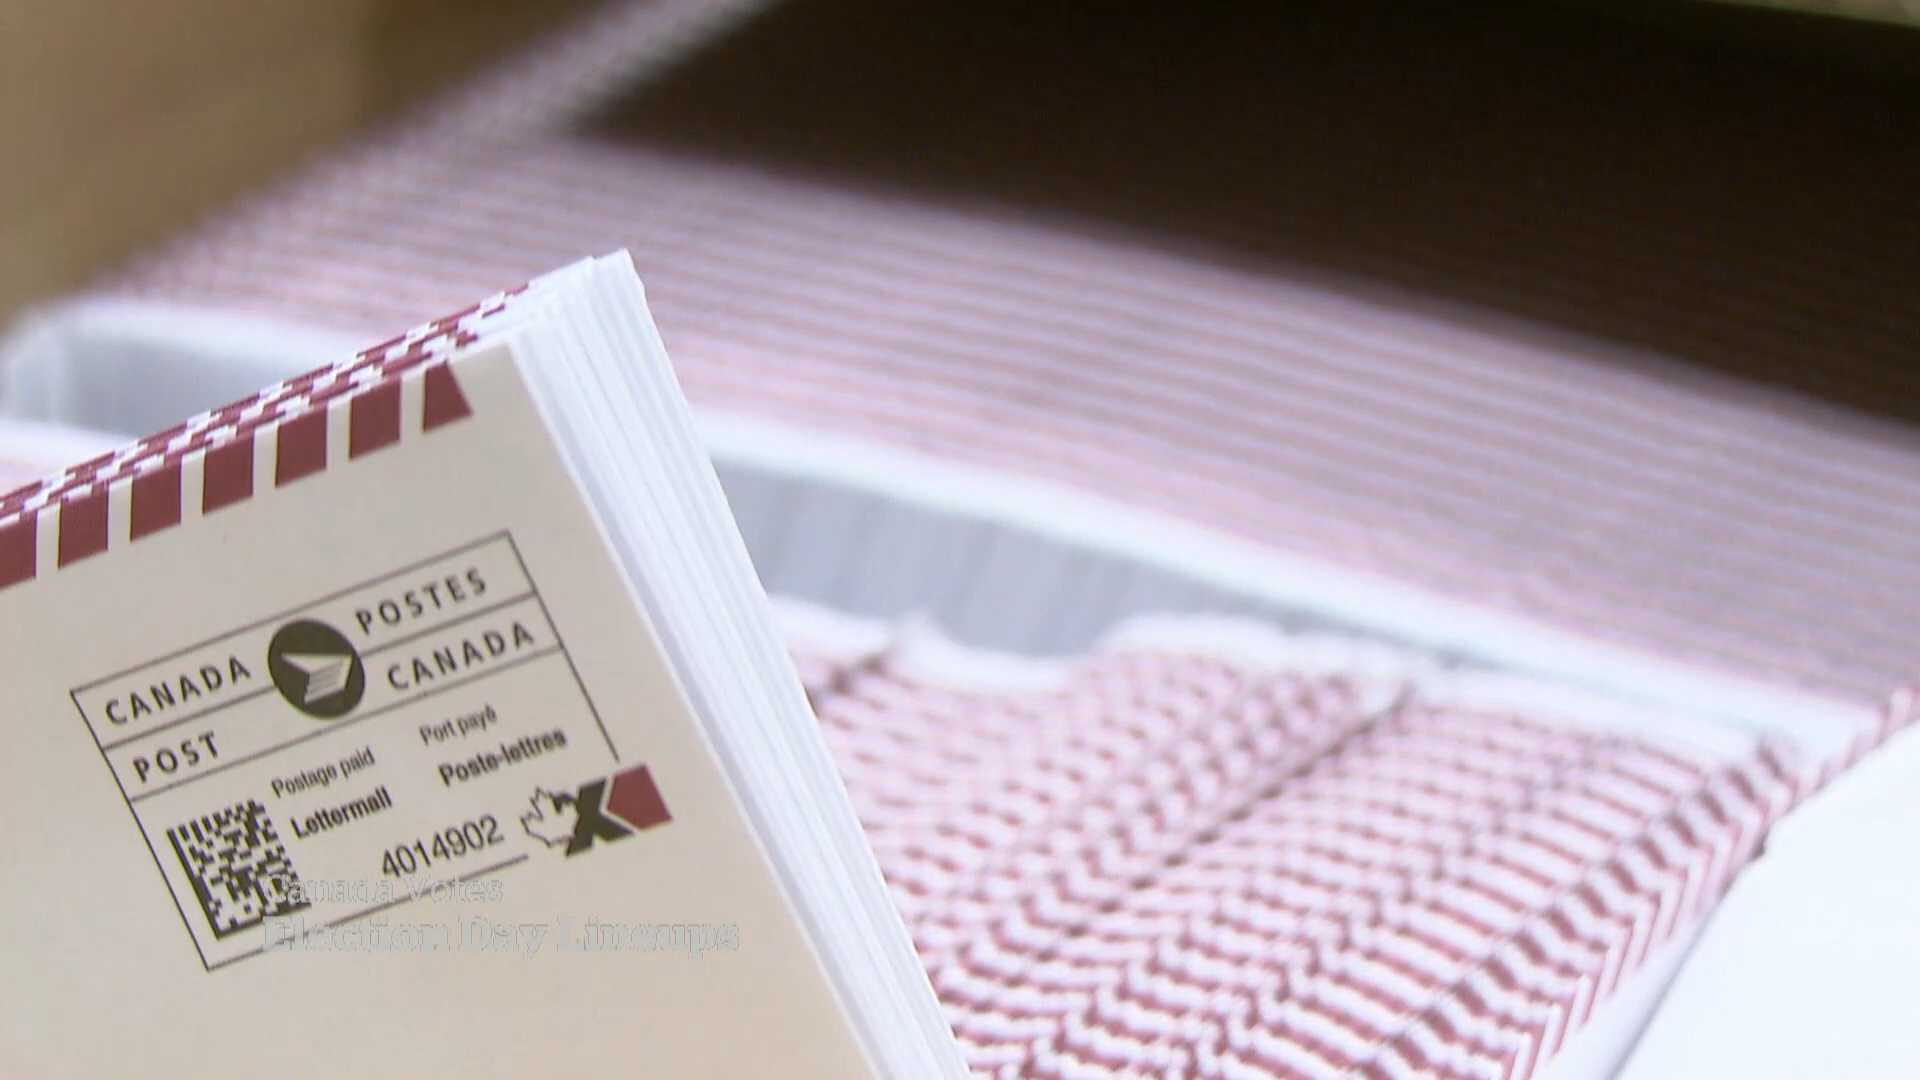 CANADA POSTES
POST CANADA
Postage paid Port payé
Lettermail Poste-lettres
4014902
Canada Votes
Election Day Lineups